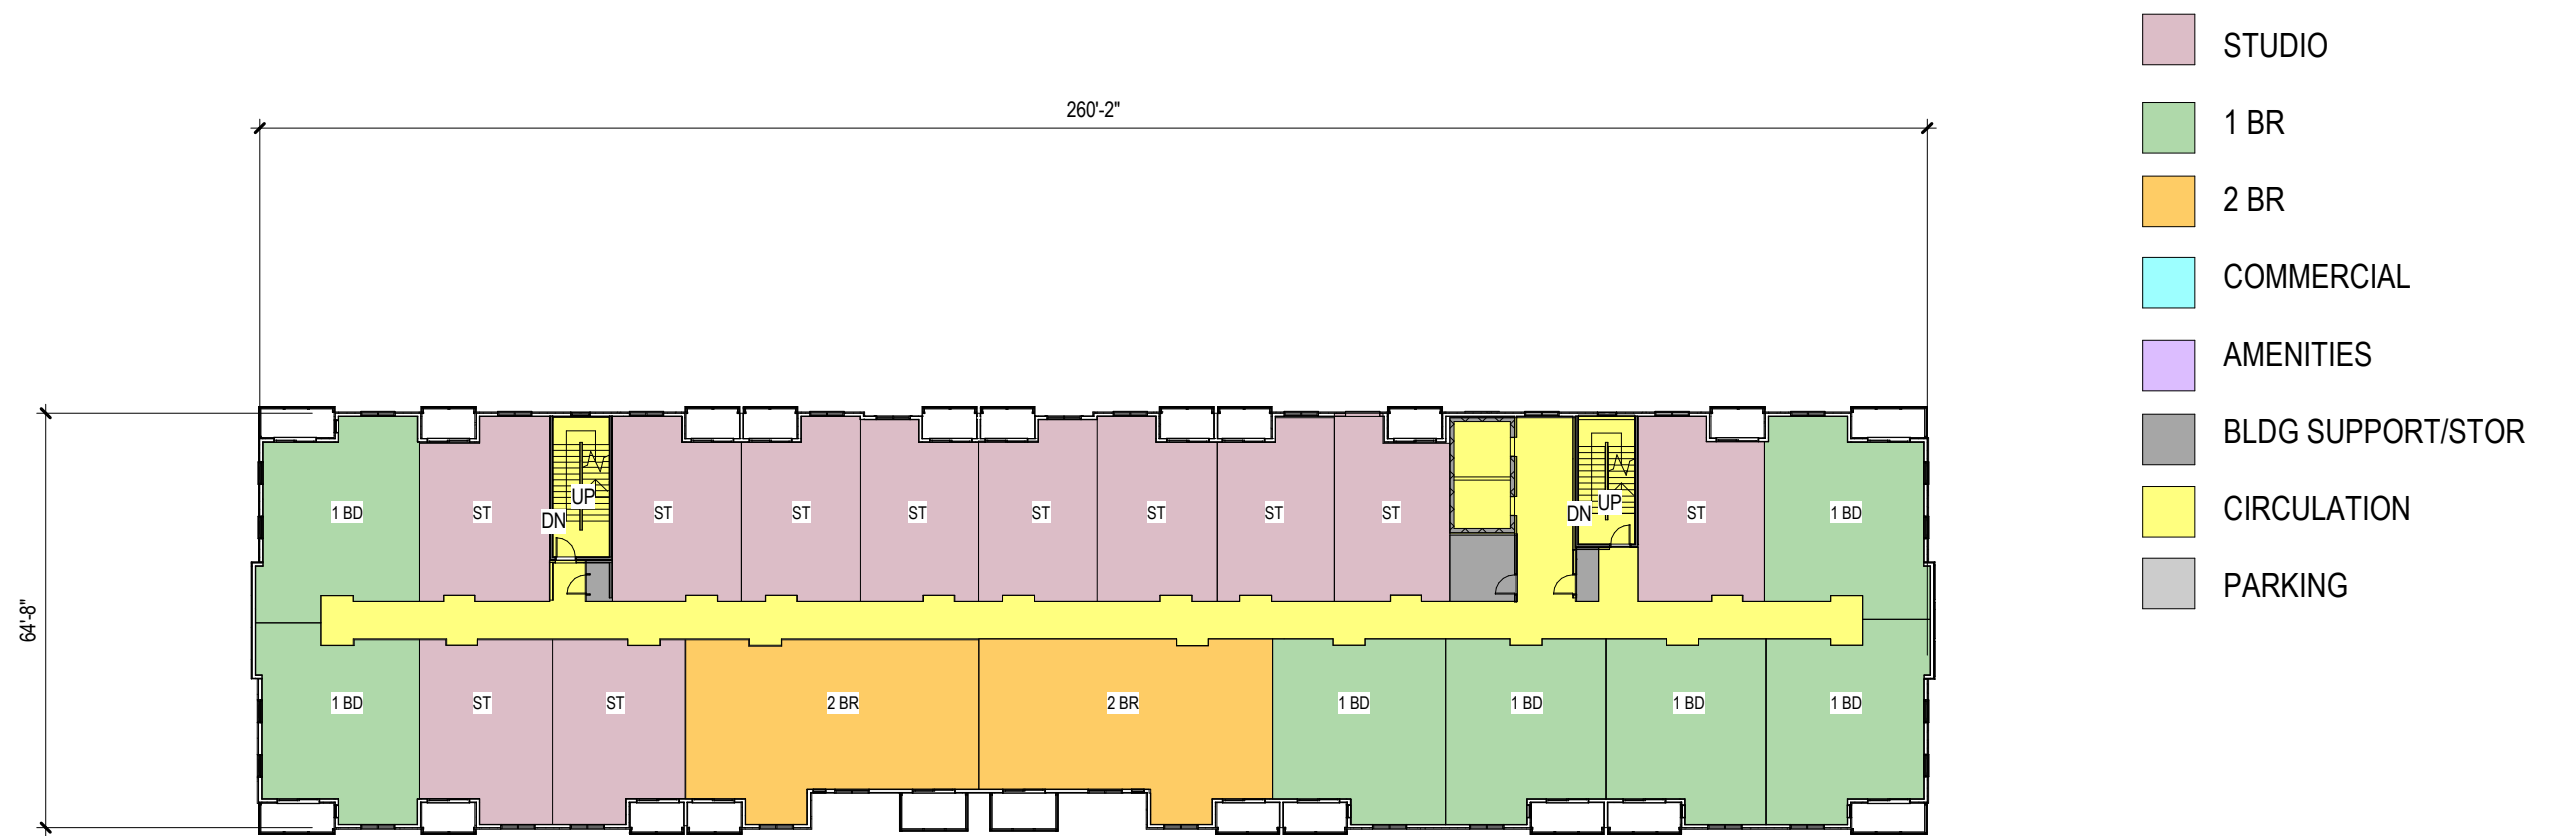 STUDIO
260'-2"
1 BR
2 BR
COMMERCIAL
AMENITIES
BLDG SUPPORT/STOR
UP
UP
DN
DN
1 BD
ST
ST
ST
ST
ST
ST
ST
ST
ST
1 BD
CIRCULATION
PARKING
64'-8"
1 BD
ST
ST
2 BR
2 BR
1 BD
1 BD
1 BD
1 BD